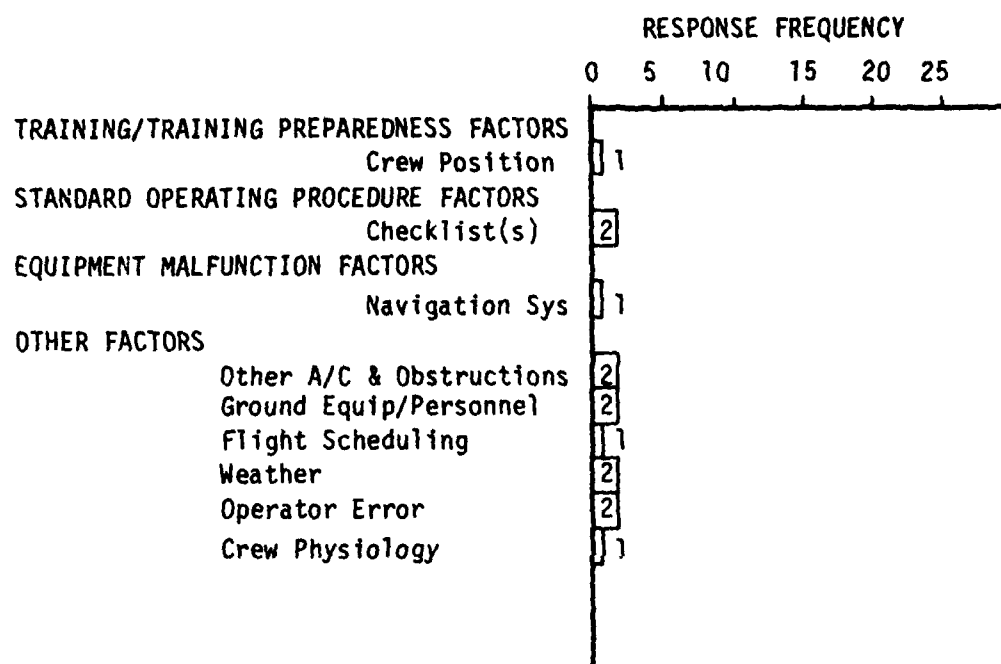 RESPONSE FREQUENCY
0 5 10 15 20 25
TRAINING/TRAINING PREPAREDNESS FACTORS
Crew Position 1
STANDARD OPERATING PROCEDURE FACTORS
Checklist(s) 2
EQUIPMENT MALFUNCTION FACTORS
Navigation Sys 1
OTHER FACTORS
Other A/C & Obstructions 2
Ground Equip/Personnel 2
Flight Scheduling 1
Weather 2
Operator Error 2
Crew Physiology 1